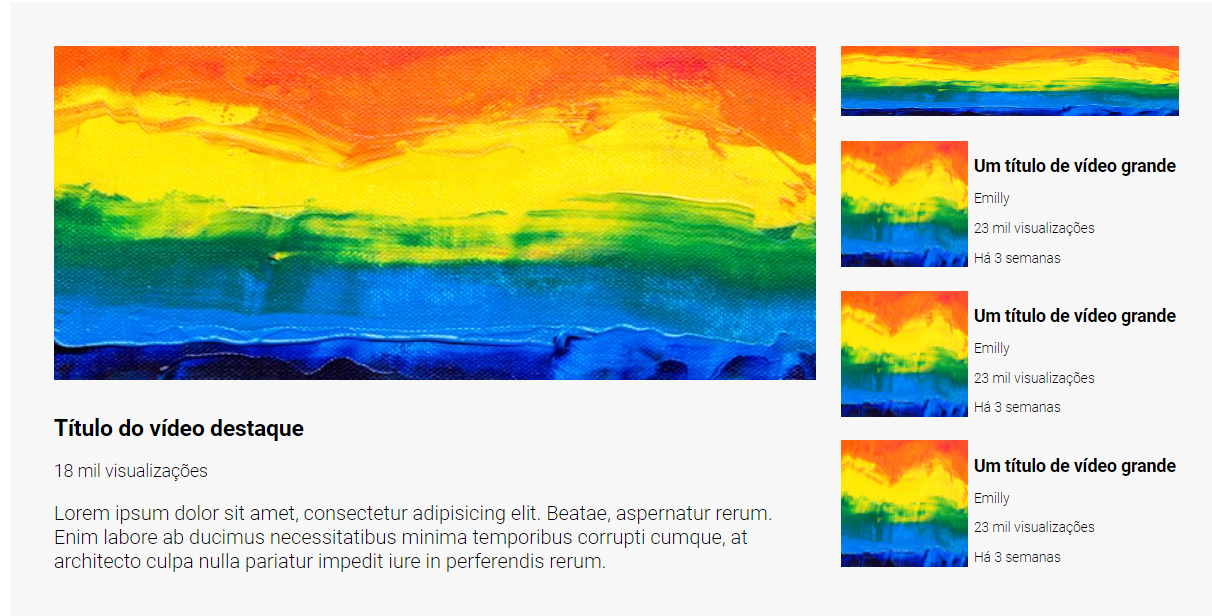 Título do vídeo destaque
18 mil visualizações
Lorem ipsum dolor sit amet, consectetur adipisicing elit. Beatae, aspernatur rerum.
Enim labore ab ducimus necessitatibus minima temporibus corrupti cumque, at
architecto culpa nulla pariatur impedit iure in perferendis rerum.
Um título de vídeo grande
Emilly
23 mil visualizações
Há 3 semanas
Um título de vídeo grande
Emilly
23 mil visualizações
Há 3 semanas
Um título de vídeo grande
Emilly
23 mil visualizações
Há 3 semanas